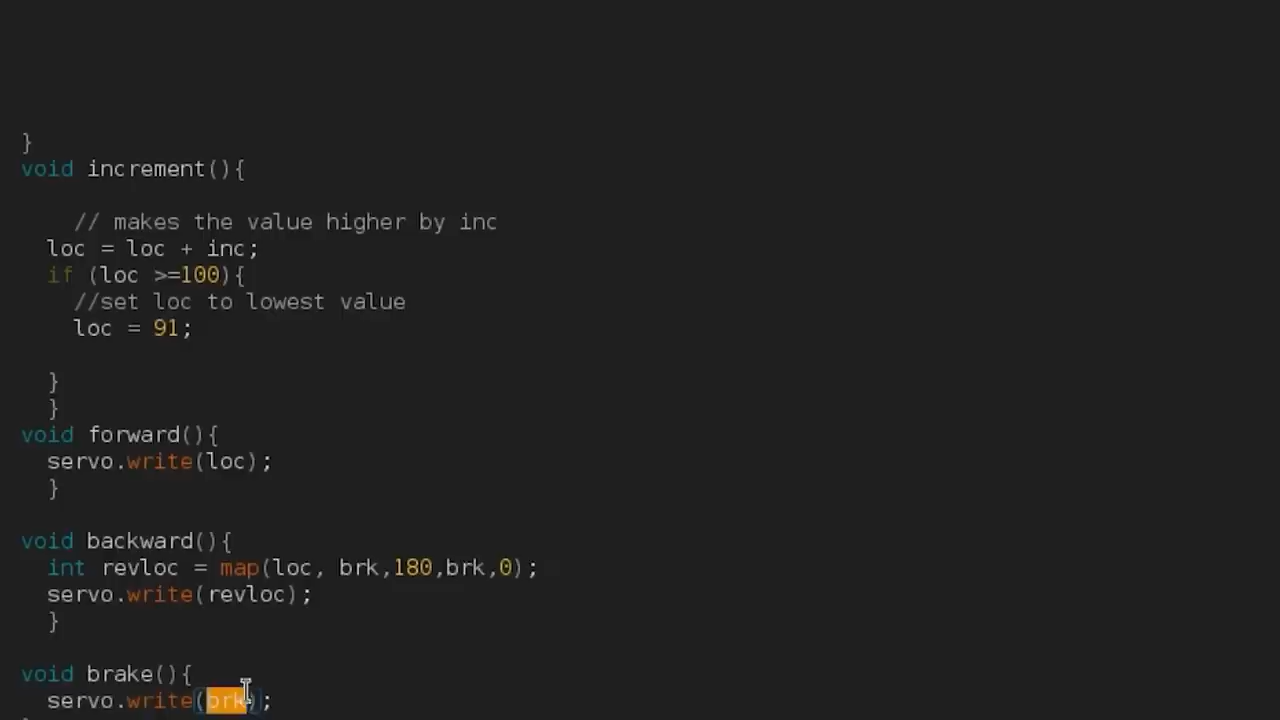 }
void increment(){
// makes the value higher by inc
loc = loc + inc;
if (loc >=100){
//set loc to lowest value
loc = 91;
}
}
void forward(){
servo.write(loc);
}
void backward(){
int revloc = map(loc, brk,180,brk,0);
servo.write(revloc);
}
void brake(){
servo.write(brk);